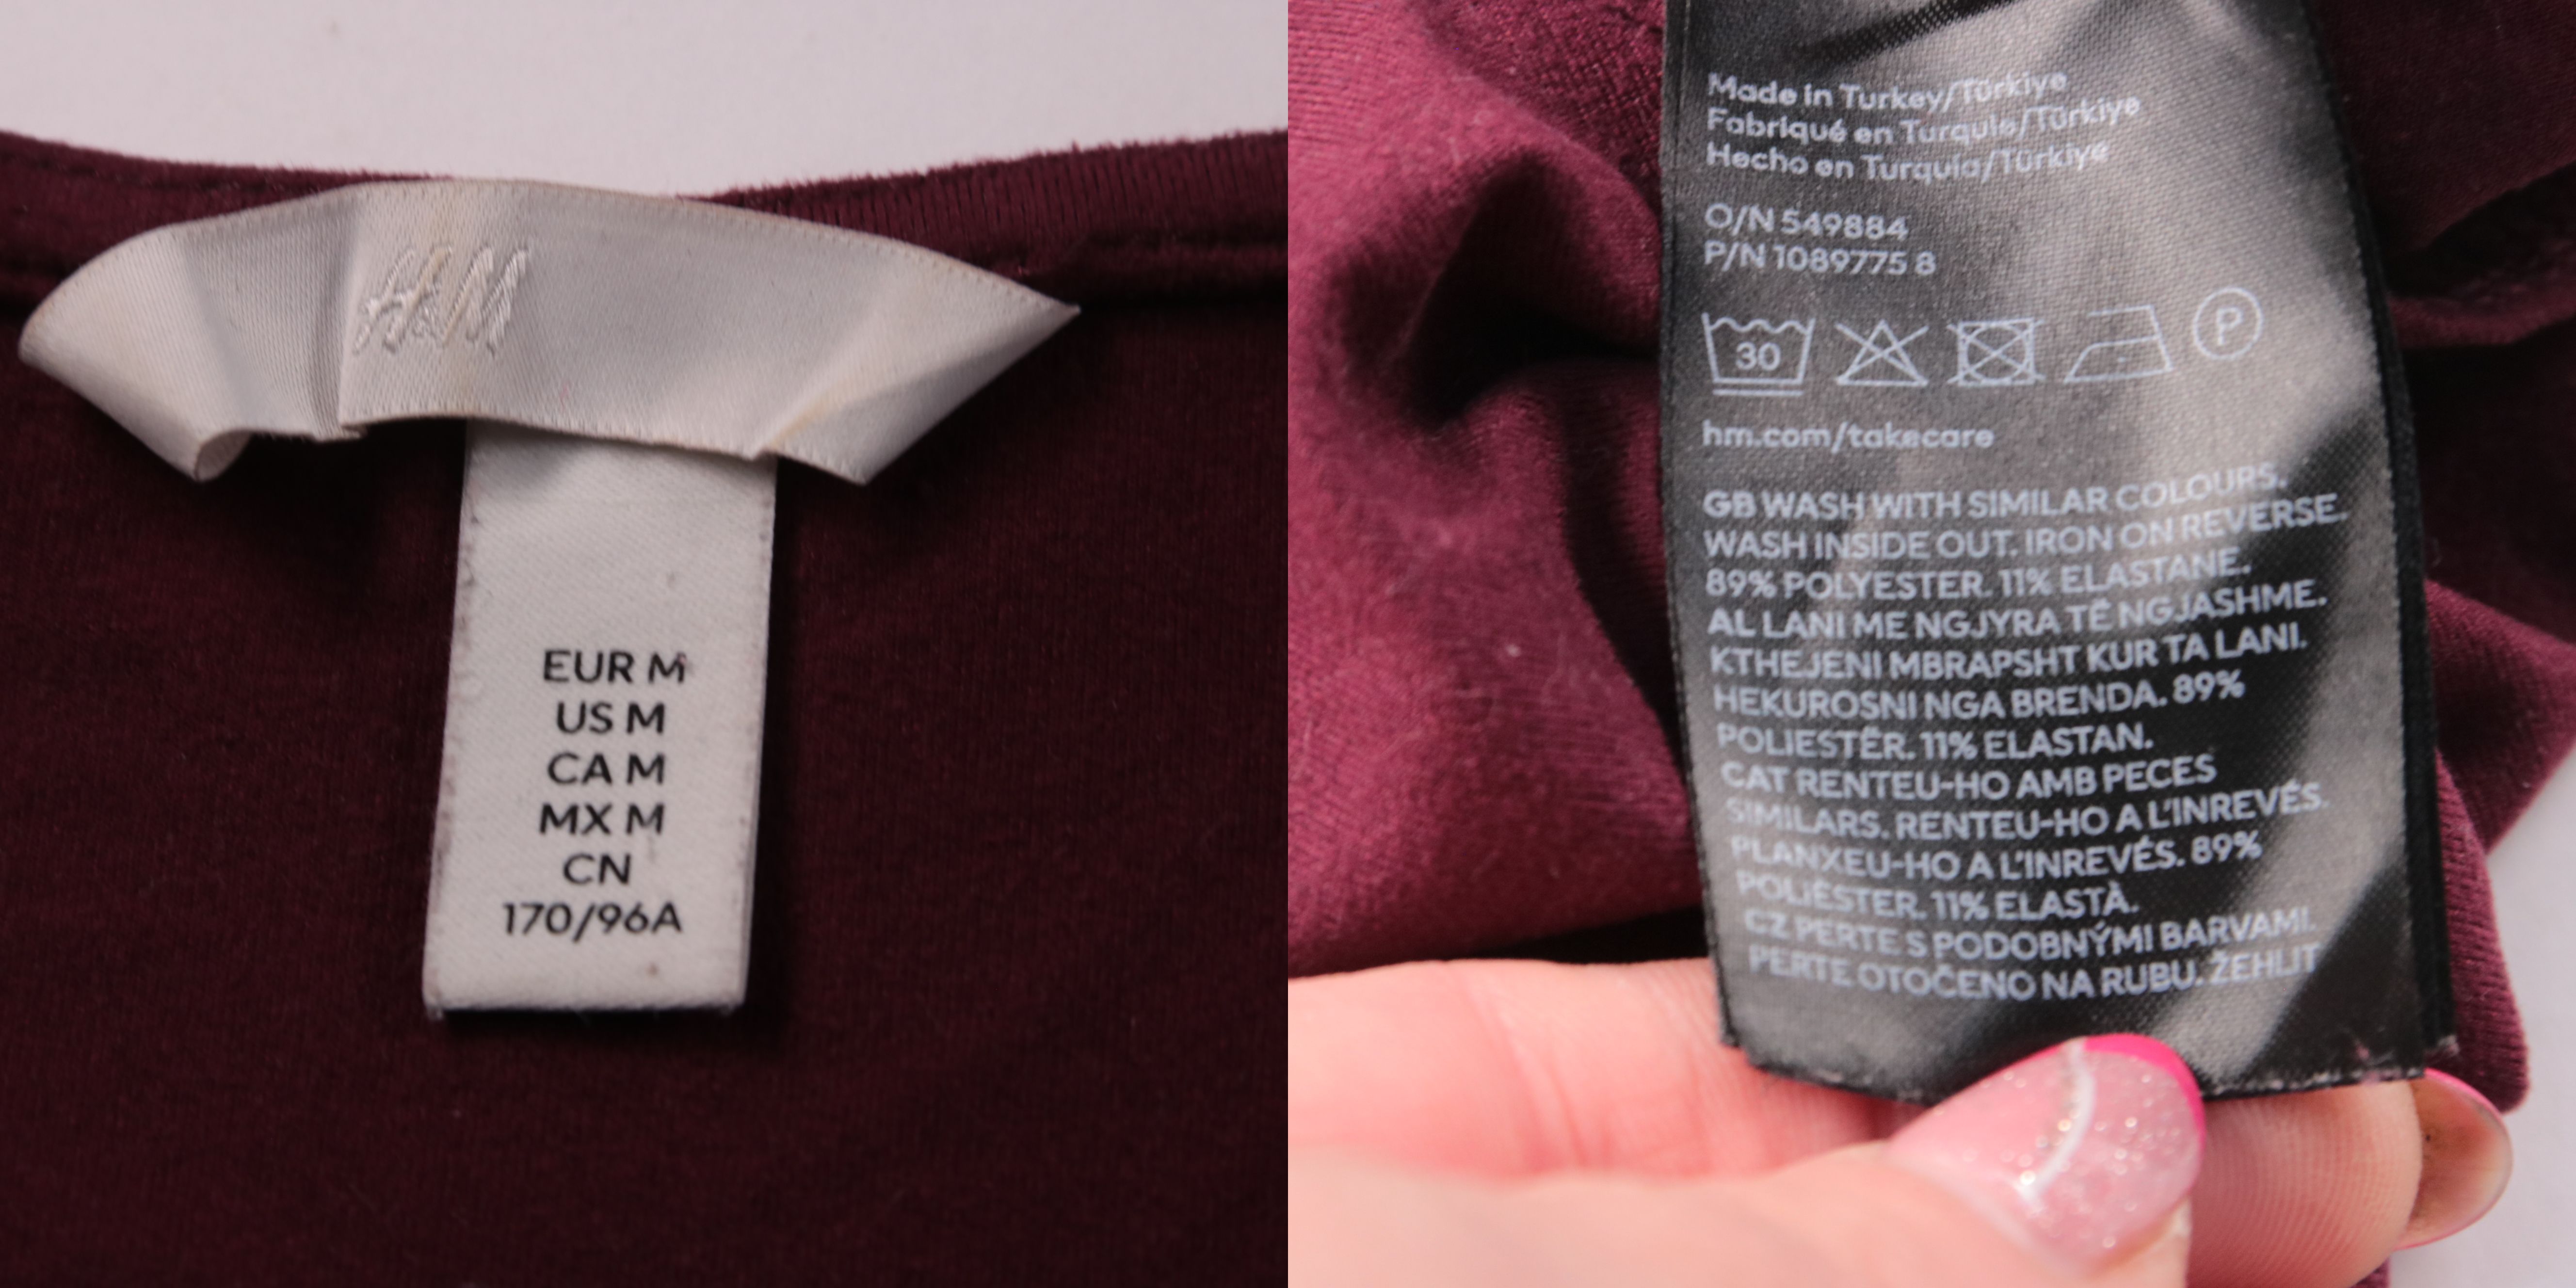 H&M
EUR M
US M
CA M
MX M
CN
170/96A
Made in Turkey/Türkiye
Fabriqué en Turquie/Türkiye
Hecho en Turquía/Türkiye
O/N 549884
P/N 1089775 8
30
P
hm.com/takecare
GB WASH WITH SIMILAR COLOURS.
WASH INSIDE OUT. IRON ON REVERSE.
89% POLYESTER. 11% ELASTANE.
AL LANI ME NGJYRA TË NGJASHME.
KTHEJENI MBRAPSHT KUR TA LANI.
HEKUROSNI NGA BRENDA. 89%
POLIESTËR. 11% ELASTAN.
CAT RENTEU-HO AMB PECES
SIMILARS. RENTEU-HO A L'INREVÉS.
PLANXEU-HO A L'INREVÉS. 89%
POLIÈSTER. 11% ELASTÀ.
CZ PERTE S PODOBNÝMI BARVAMI.
PERTE OTOČENO NA RUBU. ŽEHLIT